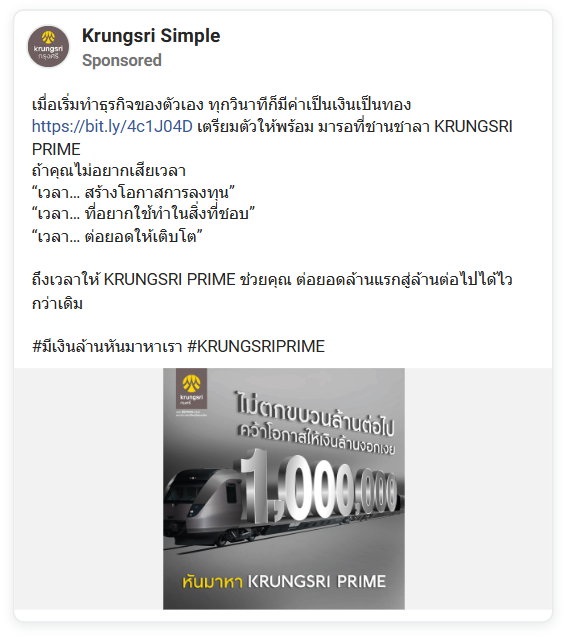 krungsri
กรุงศรี
Krungsri Simple
Sponsored
เมื่อเริ่มทำธุรกิจของตัวเอง ทุกวินาทีก็มีค่าเป็นเงินเป็นทอง
https://bit.ly/4c1J04D เตรียมตัวให้พร้อม มารอที่ชานชาลา KRUNGSRI
PRIME
ถ้าคุณไม่อยากเสียเวลา
“เวลา... สร้างโอกาสการลงทุน”
“เวลา... ที่อยากใช้ทำในสิ่งที่ชอบ”
“เวลา... ต่อยอดให้เติบโต”
ถึงเวลาให้ KRUNGSRI PRIME ช่วยคุณ ต่อยอดล้านแรกสู่ล้านต่อไปได้ไว
กว่าเดิม
#มีเงินล้านหันมาหาเรา #KRUNGSRIPRIME
krungsri
กรุงศรี
ไม่ตกขบวนล้านต่อไป
คว้าโอกาสให้เงินล้านงอกเงย
1,000,000
หันมาหา KRUNGSRI PRIME